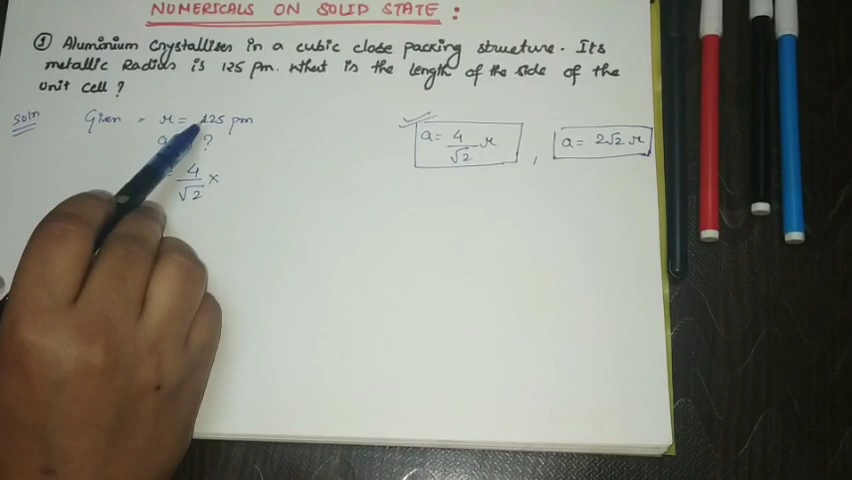 NUMERICALS ON SOLID STATE :
① Aluminium Crystallises in a cubic close packing structure. Its
metallic Radius is 125 Pm. What is the length of the side of the
Unit Cell ?
Soln
Given - r = 125 pm
a ?
4/√2 ×
a = 4/√2 r , a = 2√2 r